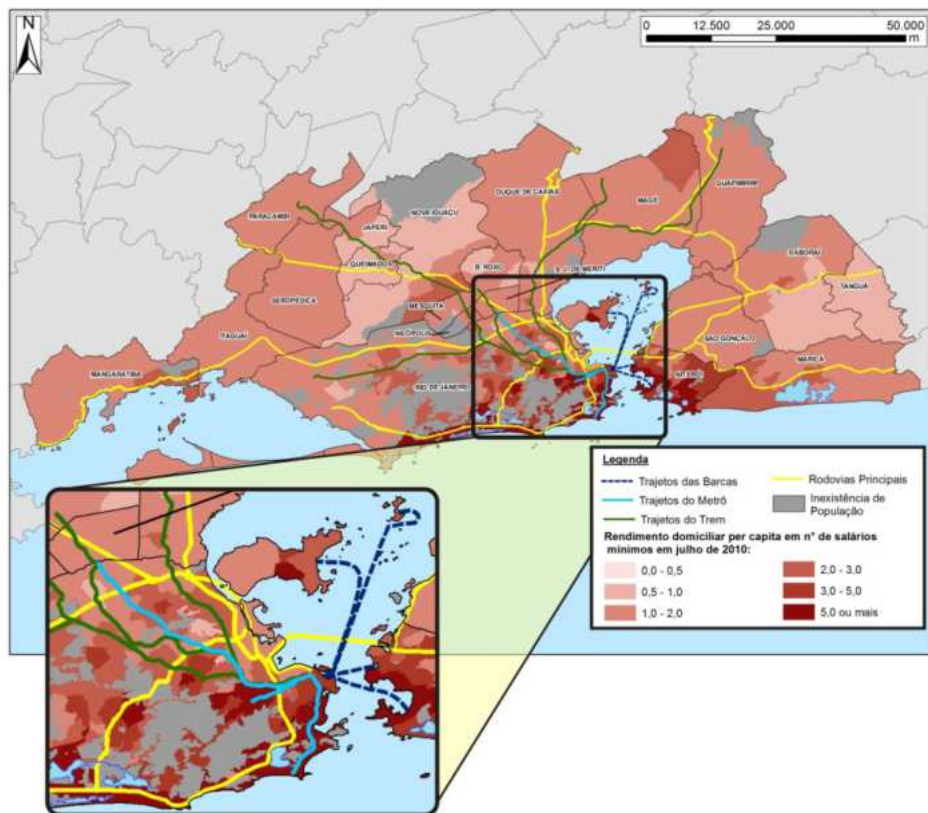 N
0 12.500 25.000 50.000
m
GUAPIMIRIM
DUQUE DE CAXIAS
MAGÉ
NOVA IGUAÇU
PARACAMBI
JAPERI
ITABORAÍ
QUEIMADOS
B. ROXO
S. J. DE MERITI
TANGUÁ
SEROPÉDICA
MESQUITA
NILÓPOLIS
ITAGUAÍ
SÃO GONÇALO
MARICÁ
MANGARATIBA
RIO DE JANEIRO
NITERÓI
Legenda
Trajetos das Barcas
Rodovias Principais
Trajetos do Metrô
Inexistência de
População
Trajetos do Trem
Rendimento domiciliar per capita em n° de salários
mínimos em julho de 2010:
0,0 - 0,5
2,0 - 3,0
0,5 - 1,0
3,0 - 5,0
1,0 - 2,0
5,0 ou mais